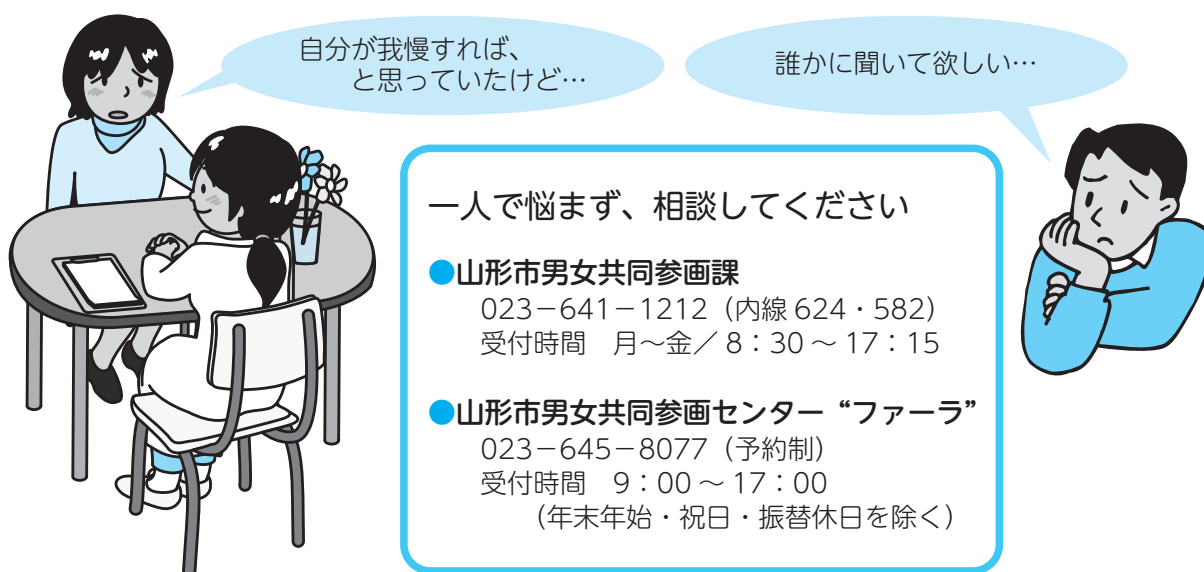 自分が我慢すれば、
と思っていたけど…
誰かに聞いて欲しい…
一人で悩まず、相談してください
●山形市男女共同参画課
023－641－1212（内線 624・582）
受付時間　月～金／ 8：30 ～ 17：15
●山形市男女共同参画センター“ファーラ”
023－645－8077（予約制）
受付時間　9：00 ～ 17：00
（年末年始・祝日・振替休日を除く）